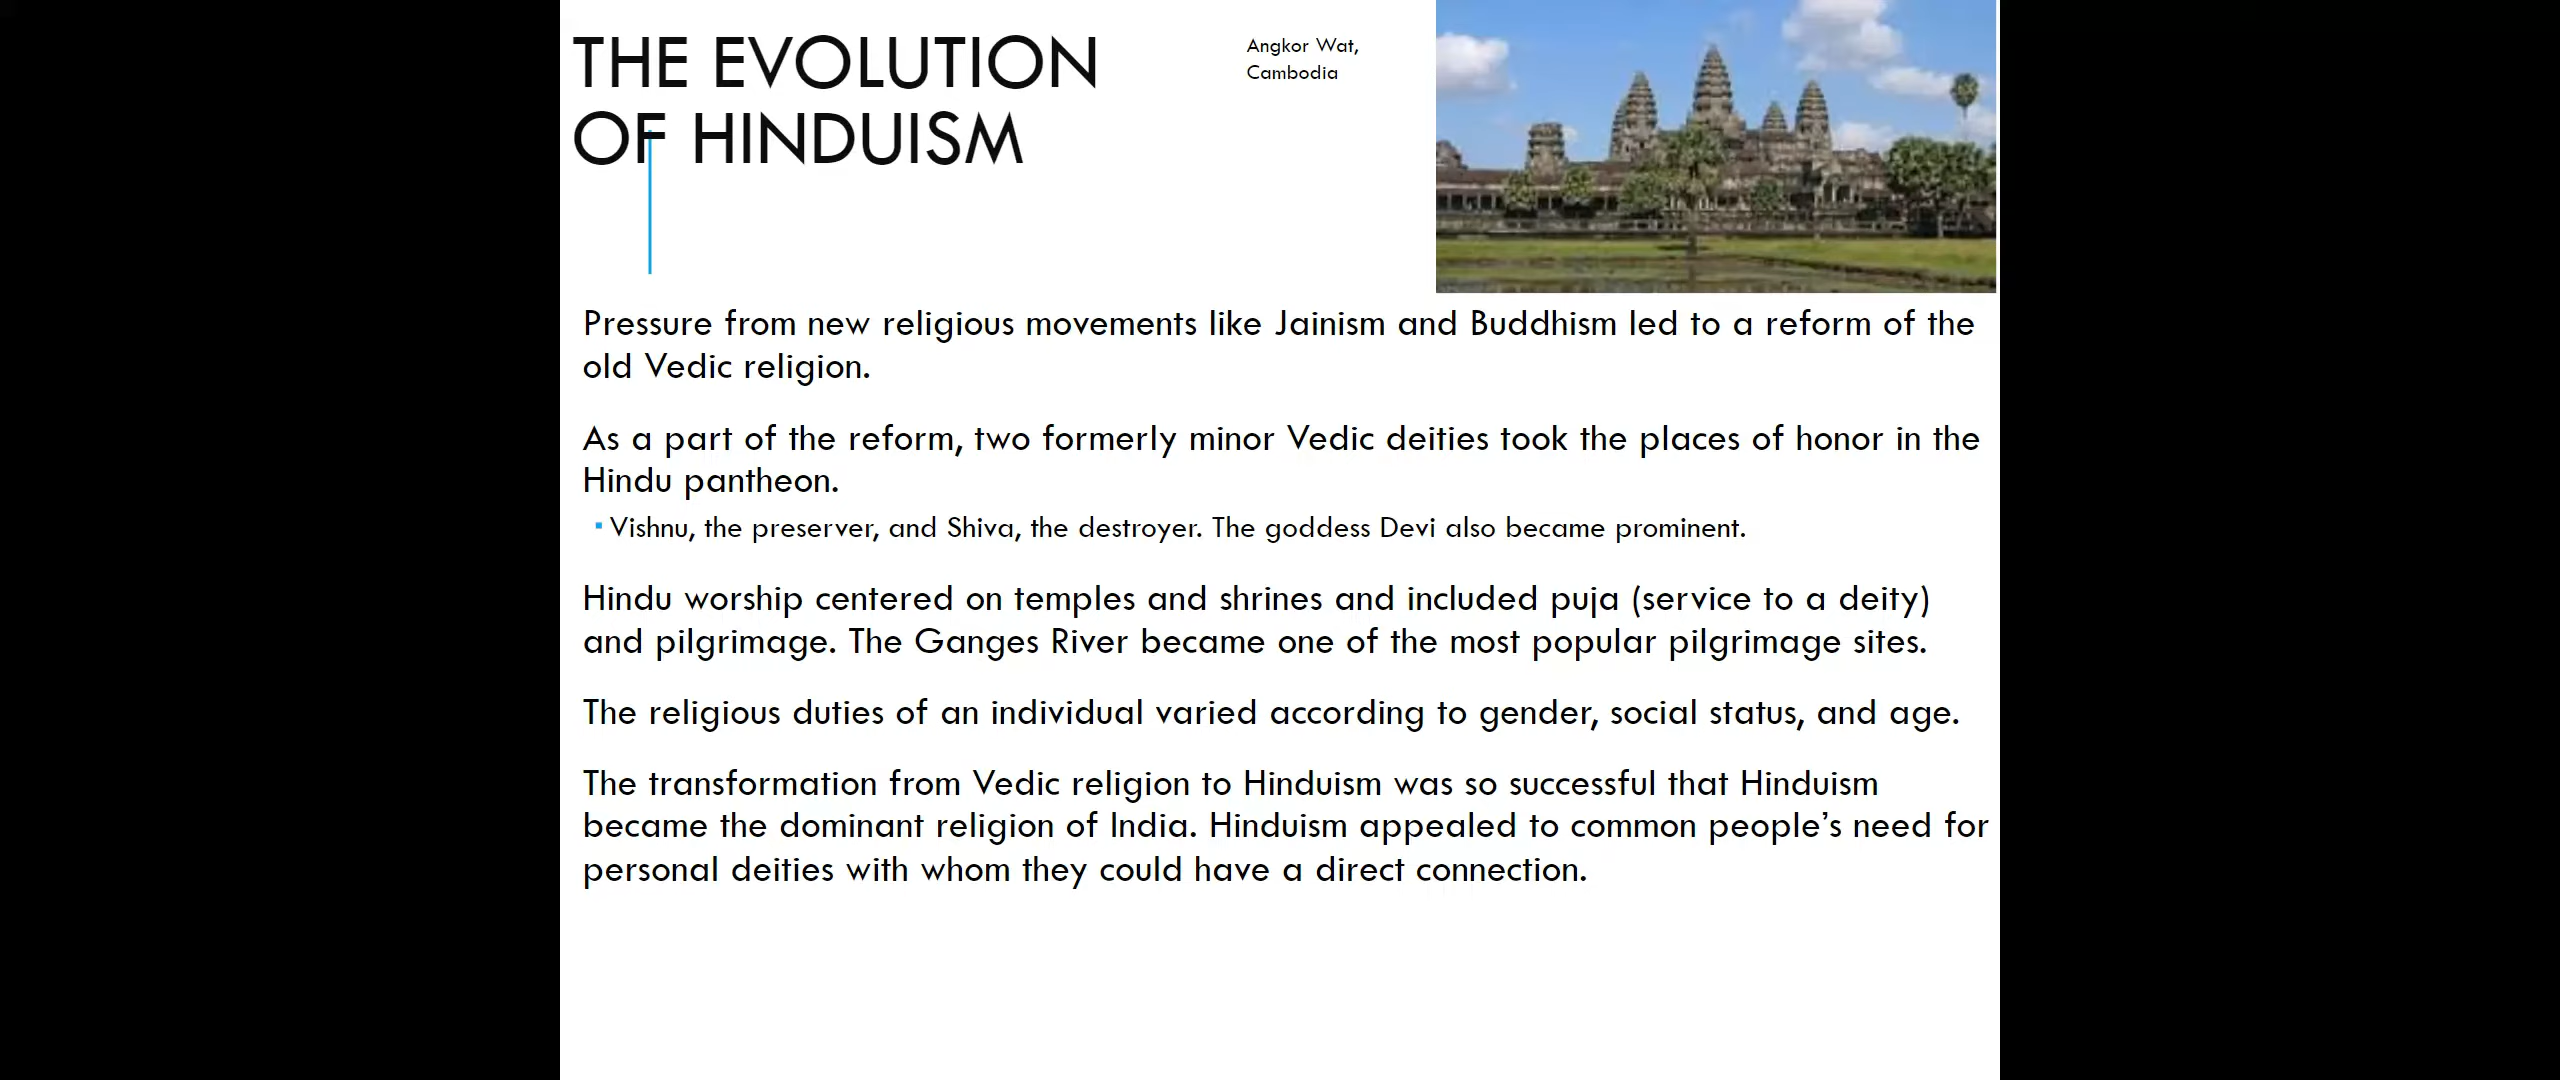 THE EVOLUTION
OF HINDUISM
Angkor Wat,
Cambodia
Pressure from new religious movements like Jainism and Buddhism led to a reform of the
old Vedic religion.
As a part of the reform, two formerly minor Vedic deities took the places of honor in the
Hindu pantheon.
▪ Vishnu, the preserver, and Shiva, the destroyer. The goddess Devi also became prominent.
Hindu worship centered on temples and shrines and included puja (service to a deity)
and pilgrimage. The Ganges River became one of the most popular pilgrimage sites.
The religious duties of an individual varied according to gender, social status, and age.
The transformation from Vedic religion to Hinduism was so successful that Hinduism
became the dominant religion of India. Hinduism appealed to common people’s need for
personal deities with whom they could have a direct connection.